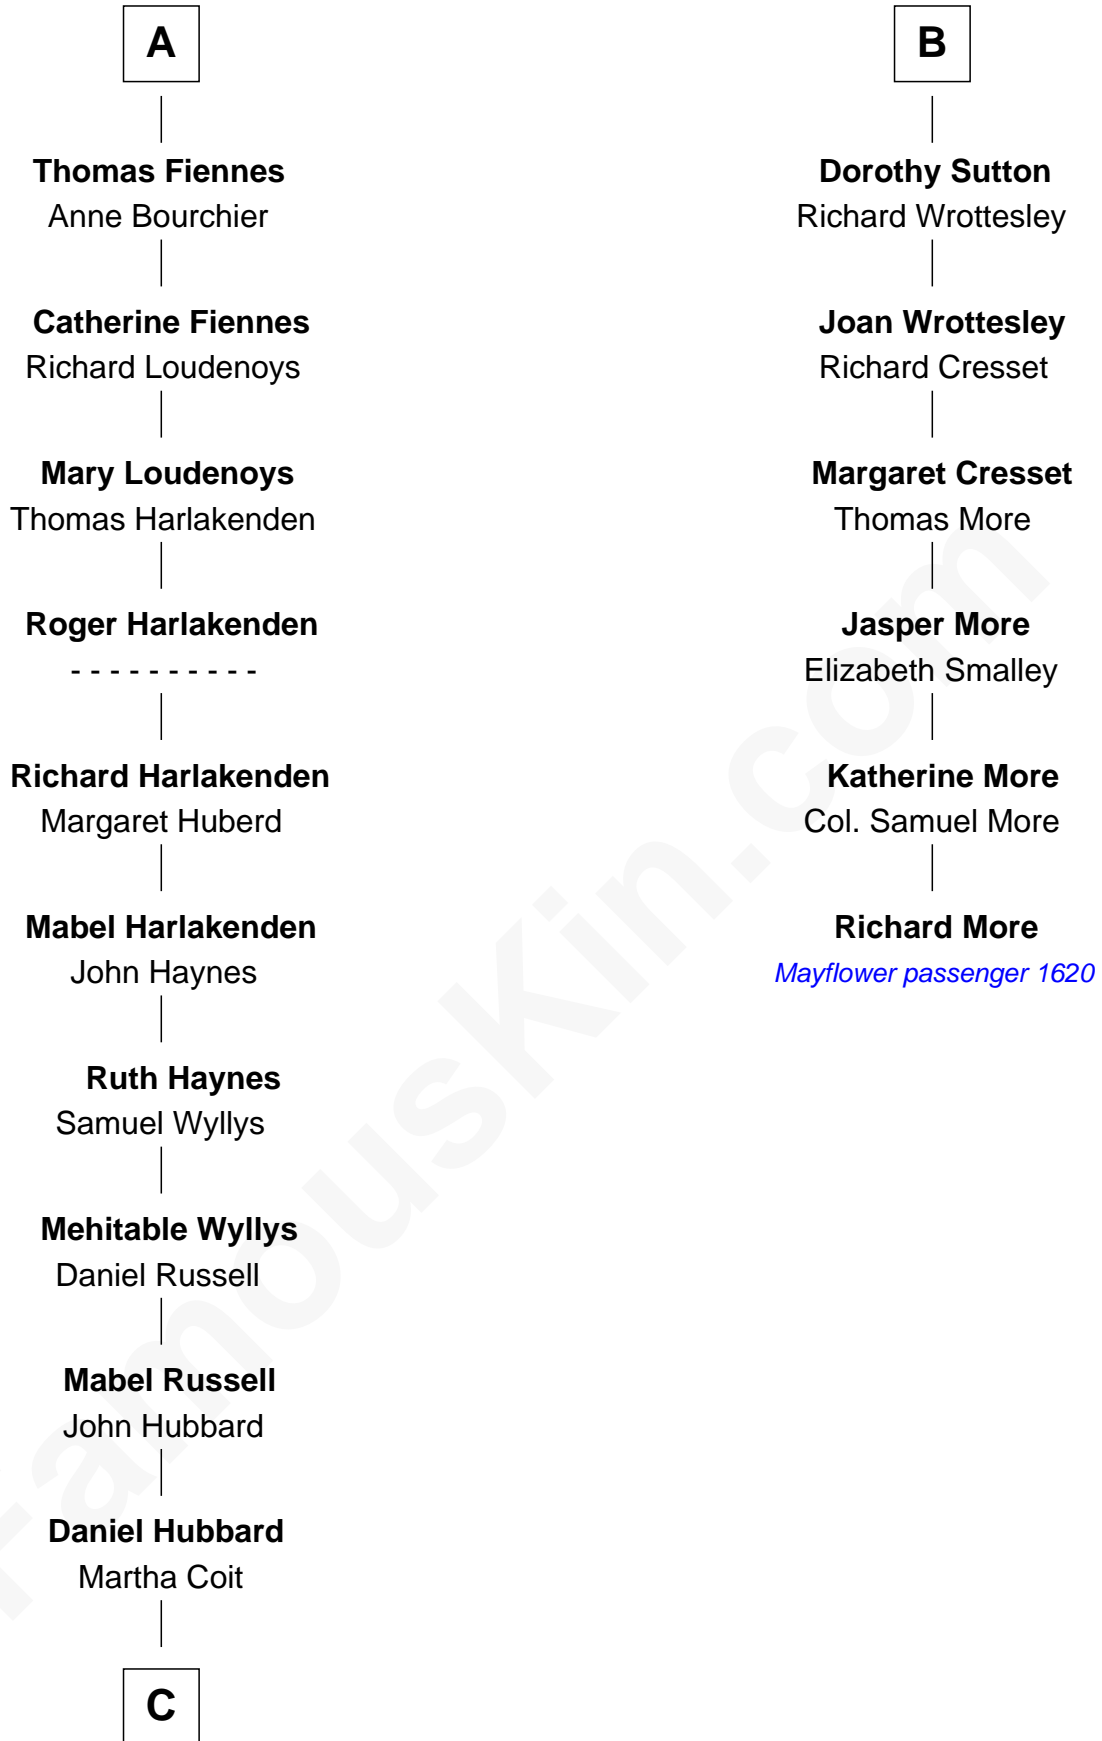 A
Thomas Fiennes
Anne Bourchier
Catherine Fiennes
Richard Loudenoys
Mary Loudenoys
Thomas Harlakenden
Roger Harlakenden
- - - - - - - - - -
Richard Harlakenden
Margaret Huberd
Mabel Harlakenden
John Haynes
Ruth Haynes
Samuel Wyllys
Mehitable Wyllys
Daniel Russell
Mabel Russell
John Hubbard
Daniel Hubbard
Martha Coit
C
B
Dorothy Sutton
Richard Wrottesley
Joan Wrottesley
Richard Cresset
Margaret Cresset
Thomas More
Jasper More
Elizabeth Smalley
Katherine More
Col. Samuel More
Richard More
Mayflower passenger 1620
FamousKin.com